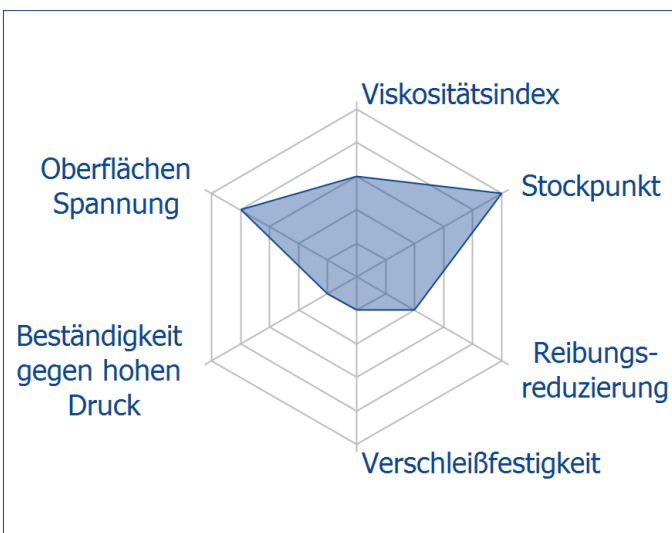 Viskositätsindex
Oberflächen
Spannung
Stockpunkt
Beständigkeit
gegen hohen
Druck
Reibungs-
reduzierung
Verschleißfestigkeit